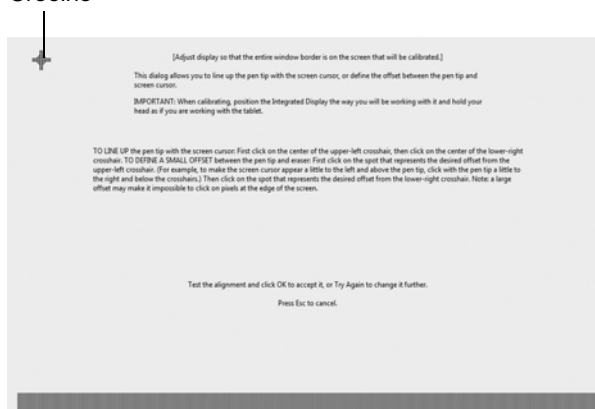 [Adjust display so that the entire window border is on the screen that will be calibrated.]
This dialog allows you to line up the pen tip with the screen cursor, or define the offset between the pen tip and
screen cursor.
IMPORTANT: When calibrating, position the Integrated Display the way you will be working with it and hold your
head as if you are working with the tablet.
TO LINE UP the pen tip with the screen cursor: First click on the center of the upper-left crosshair, then click on the center of the lower-right
crosshair. TO DEFINE A SMALL OFFSET between the pen tip and eraser: First click on the spot that represents the desired offset from the
upper-left crosshair. (For example, to make the screen cursor appear a little to the left and above the pen tip, click with the pen tip a little to
the right and below the crosshairs.) Then click on the spot that represents the desired offset from the lower-right crosshair. Note: a large
offset may make it impossible to click on pixels at the edge of the screen.
Test the alignment and click OK to accept it, or Try Again to change it further.
Press Esc to cancel.